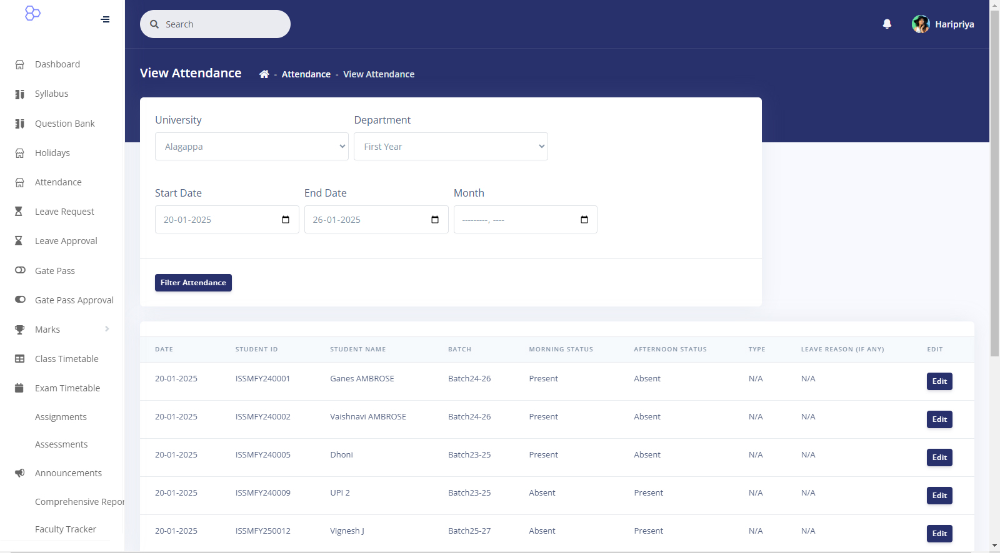 Search
Haripriya
Dashboard
Syllabus
Question Bank
Holidays
Attendance
Leave Request
Leave Approval
Gate Pass
Gate Pass Approval
Marks
Class Timetable
Exam Timetable
Assignments
Assessments
Announcements
Comprehensive Repor
Faculty Tracker
View Attendance - Attendance - View Attendance
University Department
Alagappa First Year
Start Date End Date Month
20-01-2025 26-01-2025 ---------, ----
Filter Attendance
DATE STUDENT ID STUDENT NAME BATCH MORNING STATUS AFTERNOON STATUS TYPE LEAVE REASON (IF ANY) EDIT
20-01-2025 ISSMFY240001 Ganes AMBROSE Batch24-26 Present Absent N/A N/A Edit
20-01-2025 ISSMFY240002 Vaishnavi AMBROSE Batch24-26 Present Absent N/A N/A Edit
20-01-2025 ISSMFY240005 Dhoni Batch23-25 Present Absent N/A N/A Edit
20-01-2025 ISSMFY240009 UPI 2 Batch23-25 Absent Present N/A N/A Edit
20-01-2025 ISSMFY250012 Vignesh J Batch25-27 Absent Present N/A N/A Edit